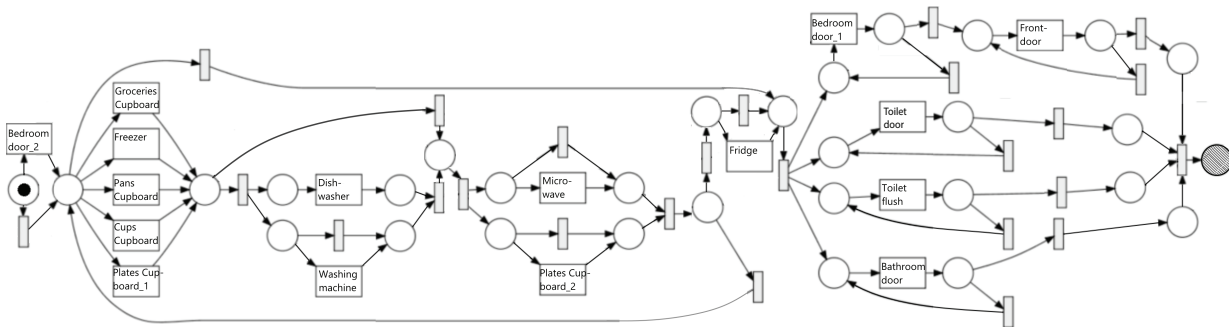 Bedroom
door_2
Groceries
Cupboard
Freezer
Pans
Cupboard
Cups
Cupboard
Plates Cup-
board_1
Dish-
washer
Washing
machine
Micro-
wave
Plates Cup-
board_2
Fridge
Bedroom
door_1
Front-
door
Toilet
door
Toilet
flush
Bathroom
door